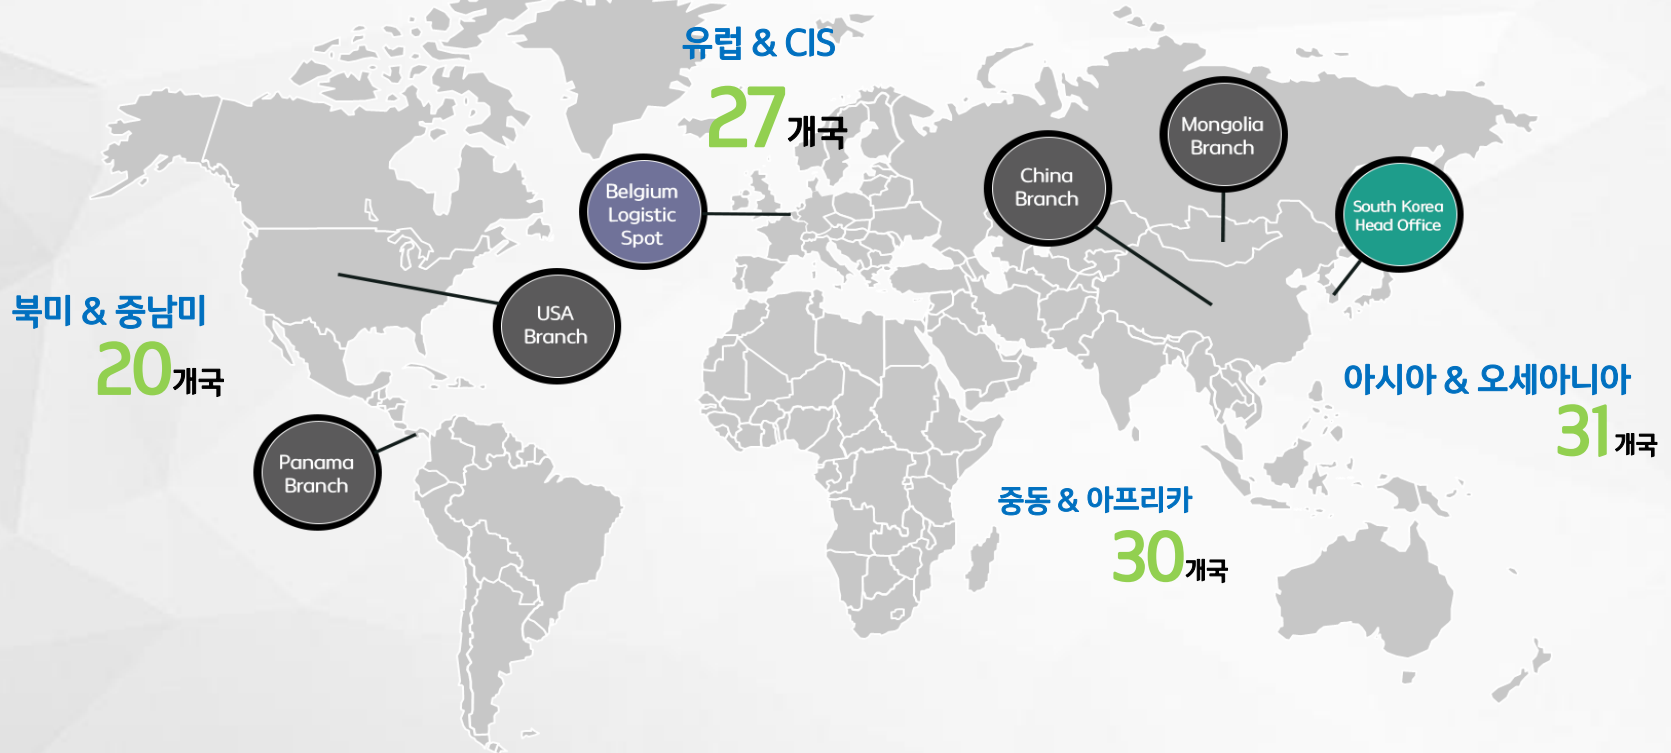 유럽 & CIS
27개국
Mongolia
Branch
China
Branch
Belgium
Logistic
Spot
South Korea
Head Office
북미 & 중남미
20개국
USA
Branch
아시아 & 오세아니아
31개국
Panama
Branch
중동 & 아프리카
30개국